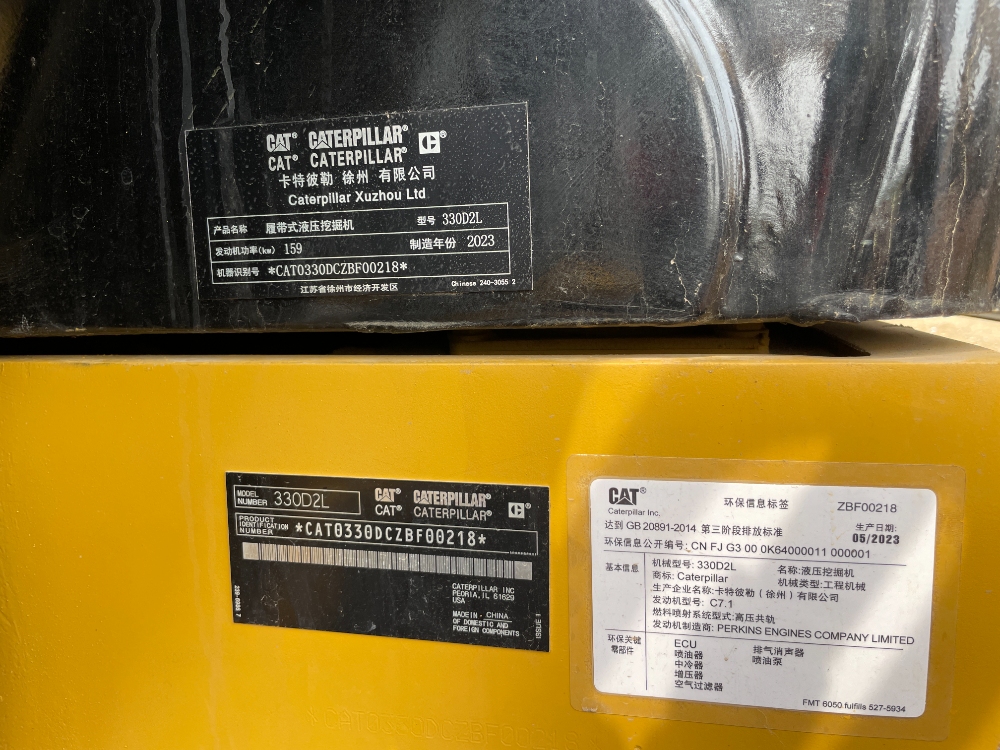 CAT® CATERPILLAR®
CAT® CATERPILLAR®
卡特彼勒 徐州 有限公司
Caterpillar Xuzhou Ltd
产品名称 履带式液压挖掘机 型号 330D2L
发动机功率(kw) 159 制造年份 2023
机器识别号 *CAT0330DCZBF00218*
江苏省徐州市经济开发区 Chinese 240-3055 2
MODEL NUMBER 330D2L CAT® CATERPILLAR®
CAT® CATERPILLAR®
PRODUCT IDENTIFICATION NUMBER *CAT0330DCZBF00218*
CATERPILLAR INC
PEORIA, IL 61629
USA
MADE IN - CHINA
OF DOMESTIC AND
FOREIGN COMPONENTS
ISSUE 1
CAT® 环保信息标签 ZBF00218
Caterpillar Inc.
达到 GB 20891-2014 第三阶段排放标准 生产日期:
05/2023
环保信息公开编号: CN FJ G3 00 0K64000011 000001
基本信息 机械型号: 330D2L 名称:液压挖掘机
商标: Caterpillar 机械类型:工程机械
生产企业名称:卡特彼勒(徐州)有限公司
发动机型号: C7.1
燃料喷射系统型式:高压共轨
发动机制造商: PERKINS ENGINES COMPANY LIMITED
环保关键零部件 ECU 排气消声器
喷油器 喷油泵
中冷器
增压器
空气过滤器
FMT 6050.fulfills 527-5934